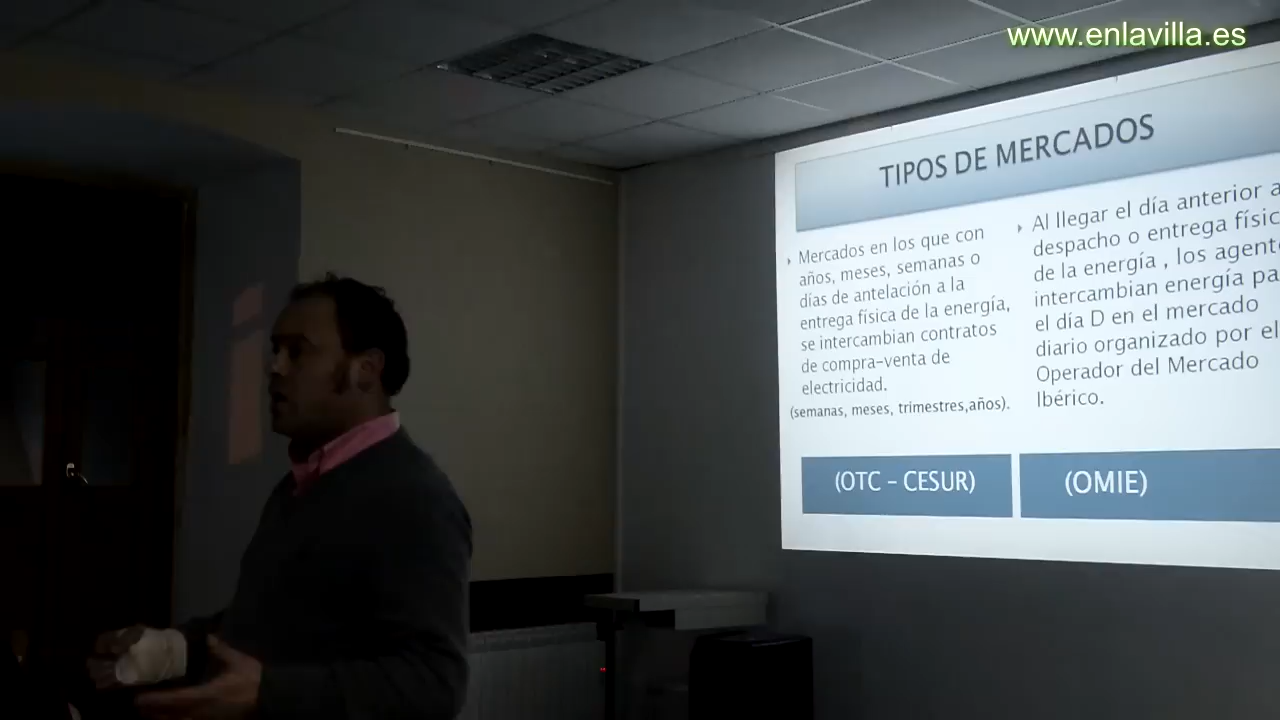 www.enlavilla.es
TIPOS DE MERCADOS
Mercados en los que con
años, meses, semanas o
días de antelación a la
entrega física de la energía,
se intercambian contratos
de compra-venta de
electricidad.
(semanas, meses, trimestres,años).
Al llegar el día anterior a
despacho o entrega físic
de la energía , los agent
intercambian energía pa
el día D en el mercado
diario organizado por el
Operador del Mercado
Ibérico.
(OTC - CESUR)
(OMIE)